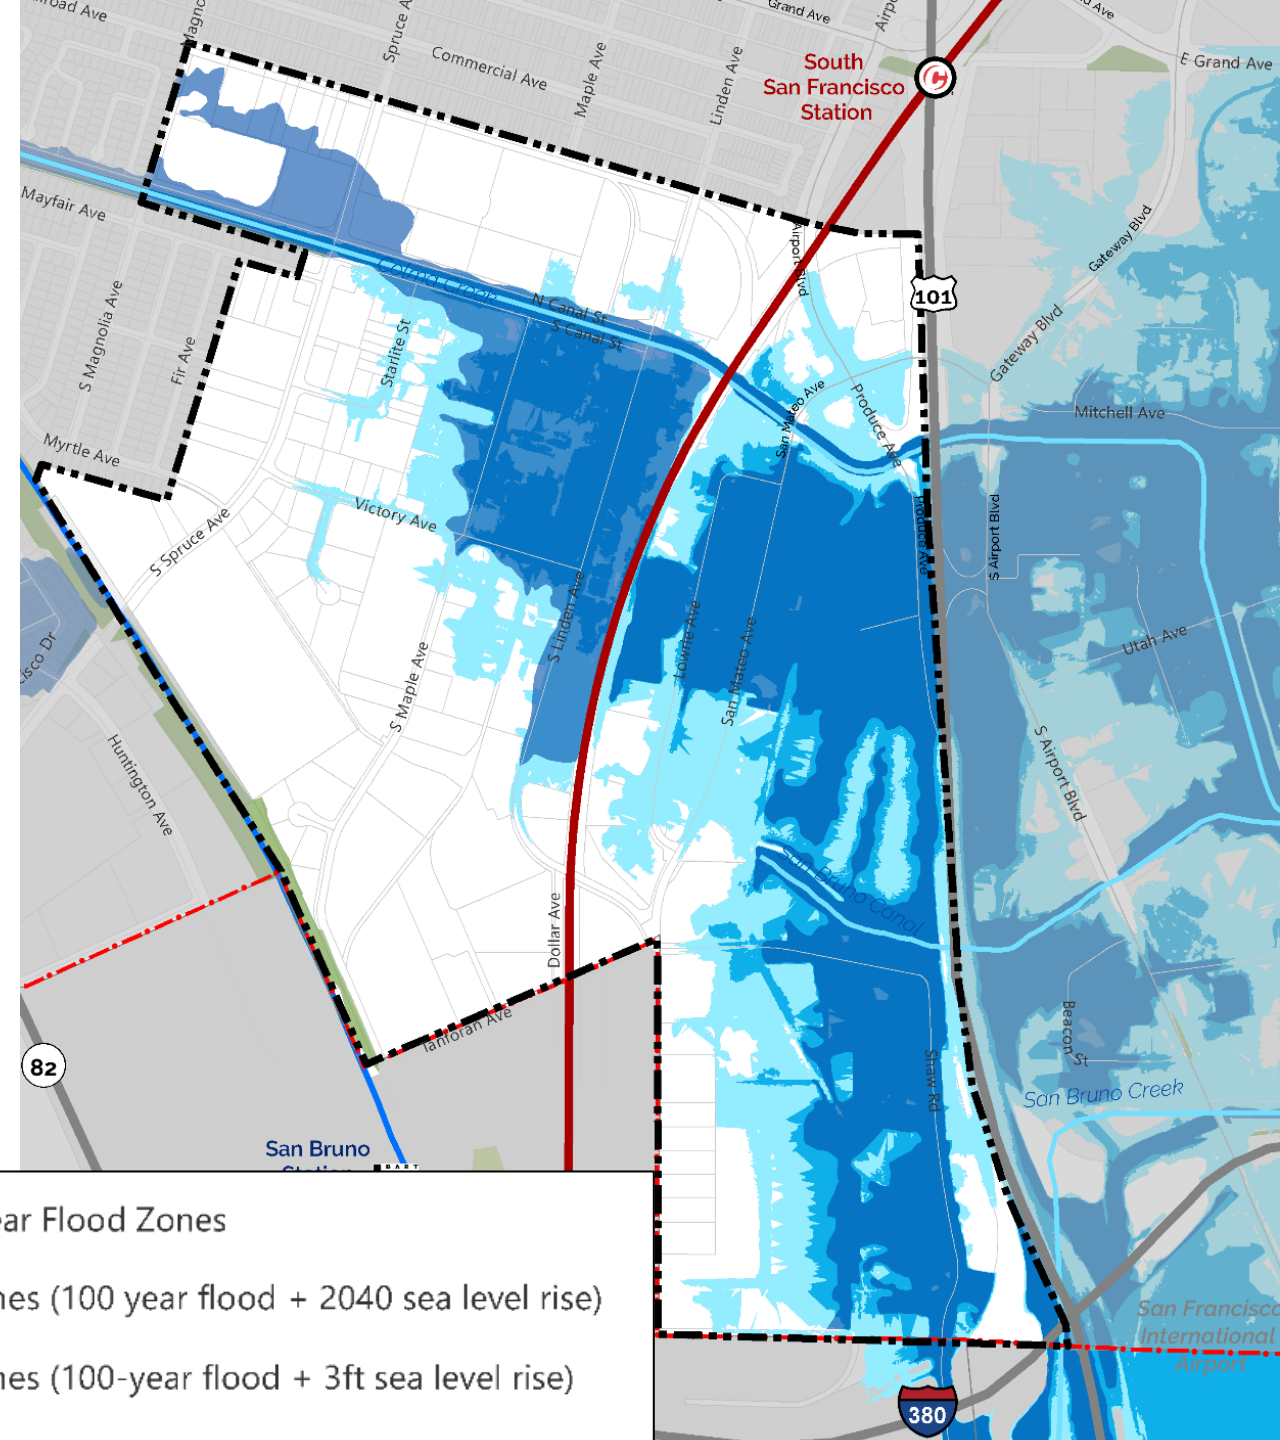 Grand Ave
Commercial Ave
Maple Ave
Linden Ave
South
San Francisco
Station
E Grand Ave
Mayfair Ave
S Magnolia Ave
Fir Ave
Starlite St
N Canal St
S Canal St
Airport Blvd
101
Gateway Blvd
Gateway Blvd
Mitchell Ave
San Mateo Ave
Produce Ave
Myrtle Ave
S Spruce Ave
Victory Ave
Produce Ave
S Airport Blvd
S Linden Ave
Lowrie Ave
San Mateo Ave
Utah Ave
S Maple Ave
S Airport Blvd
Huntington Ave
San Bruno Canal
Dollar Ave
Tanforan Ave
Beacon St
Shaw Rd
San Bruno Creek
82
San Bruno
Station
BART
ear Flood Zones
nes (100 year flood + 2040 sea level rise)
nes (100-year flood + 3ft sea level rise)
San Francisco
International
Airport
380